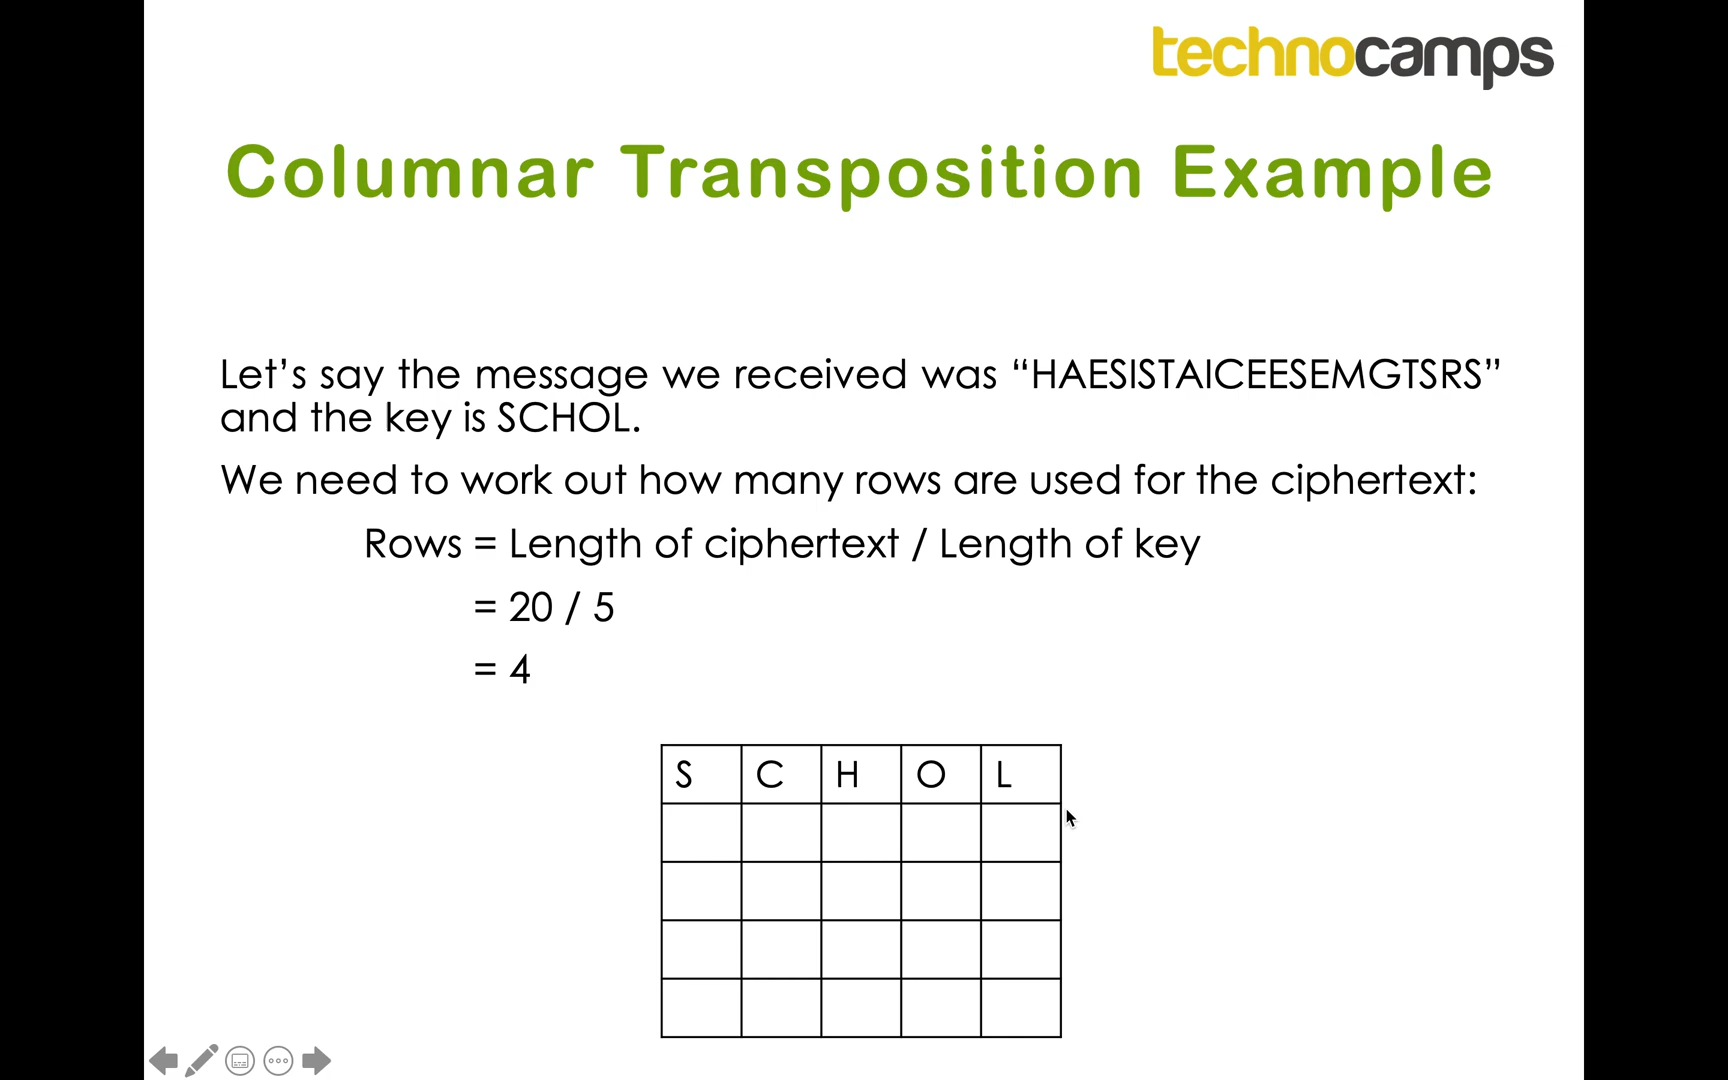 technocamps
Columnar Transposition Example
Let’s say the message we received was “HAESISTAICEESEMGTSRS”
and the key is SCHOL.
We need to work out how many rows are used for the ciphertext:
Rows = Length of ciphertext / Length of key
= 20 / 5
= 4
S C H O L